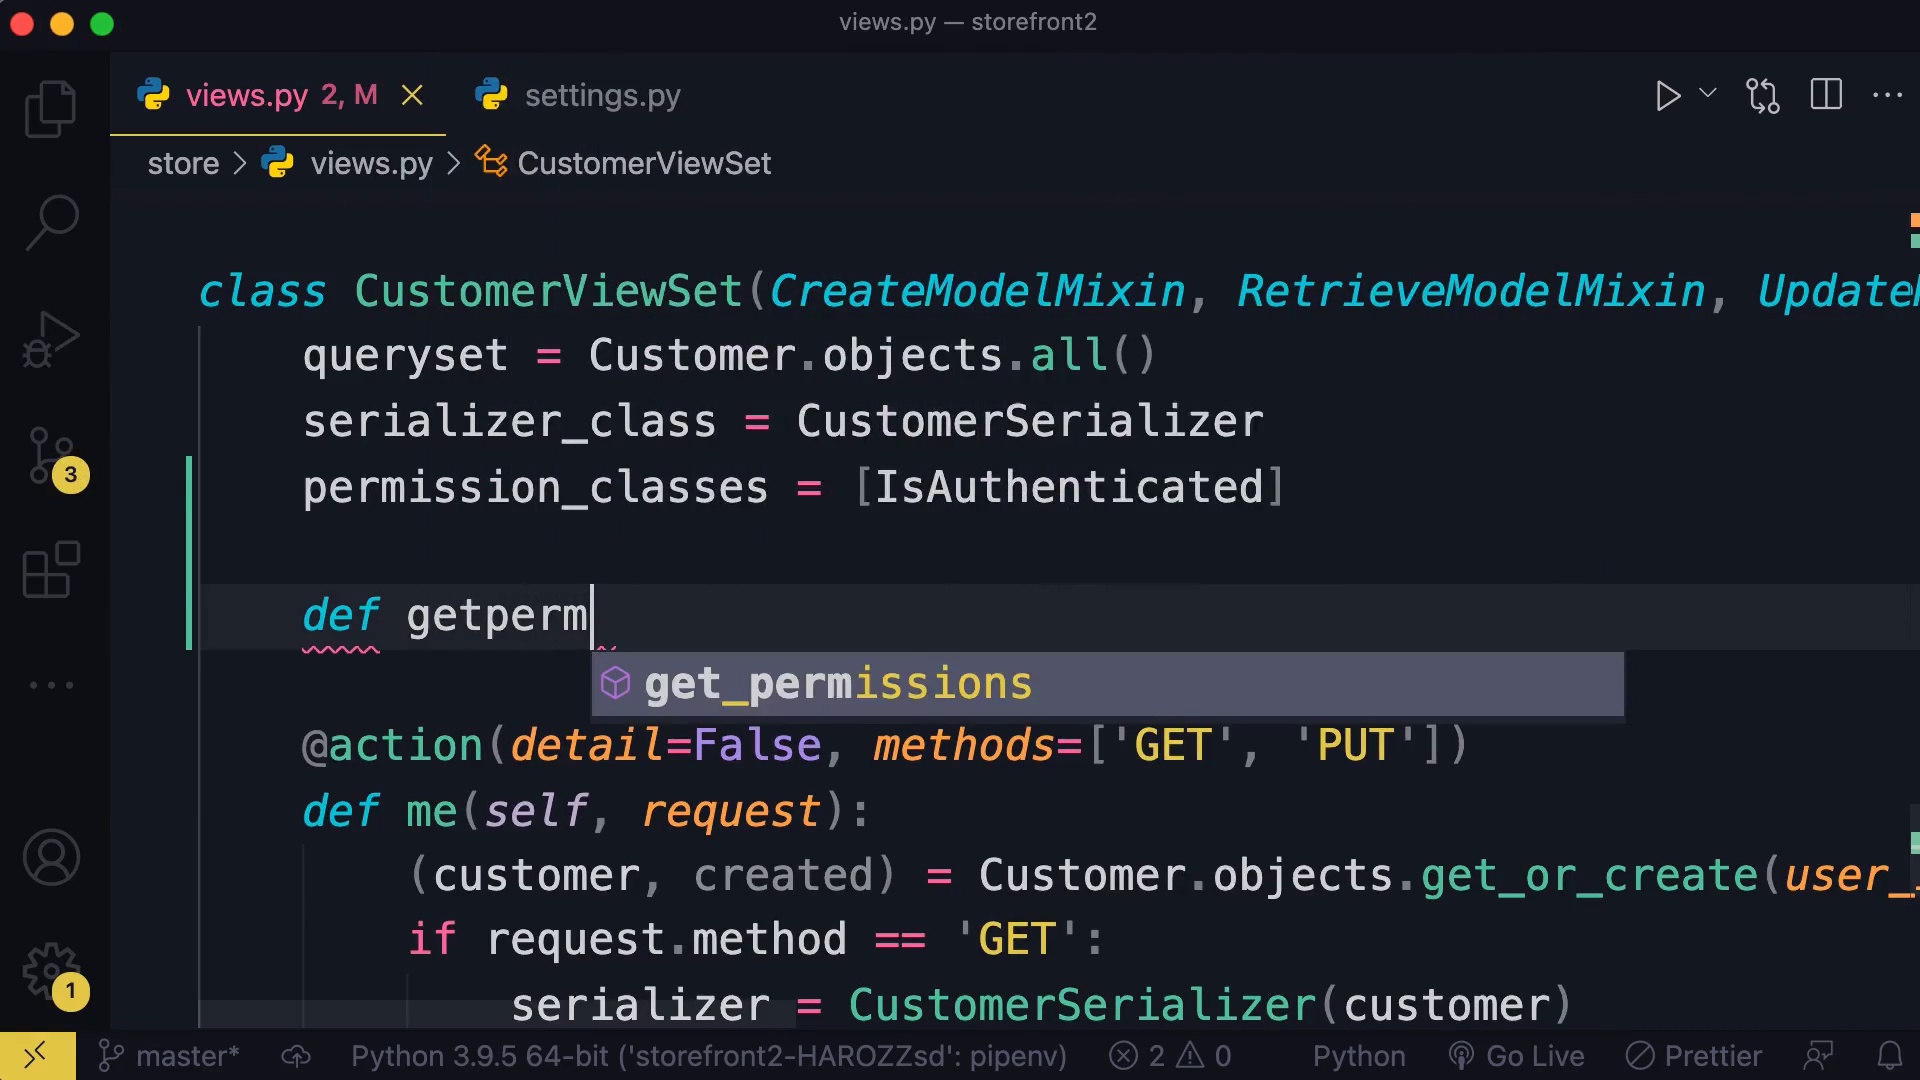 views.py — storefront2
views.py 2, M settings.py
store > views.py > CustomerViewSet
class CustomerViewSet(CreateModelMixin, RetrieveModelMixin, Update
queryset = Customer.objects.all()
serializer_class = CustomerSerializer
permission_classes = [IsAuthenticated]
def getperm
get_permissions
@action(detail=False, methods=['GET', 'PUT'])
def me(self, request):
(customer, created) = Customer.objects.get_or_create(user_
if request.method == 'GET':
serializer = CustomerSerializer(customer)
3
1
master* Python 3.9.5 64-bit ('storefront2-HAROZZsd': pipenv) 2 0 Python Go Live Prettier